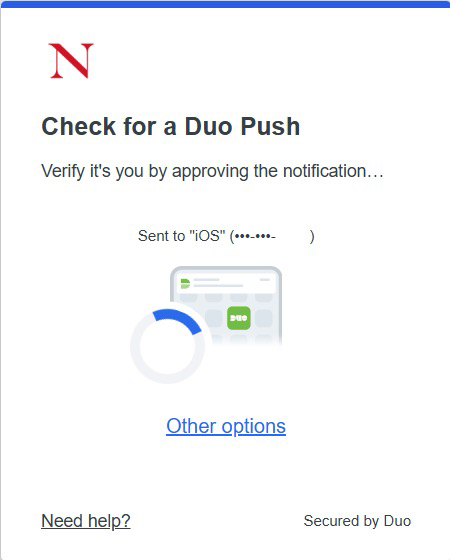 N
Check for a Duo Push
Verify it's you by approving the notification…
Sent to "iOS" (•••-•••- )
DUO
Other options
Need help?
Secured by Duo